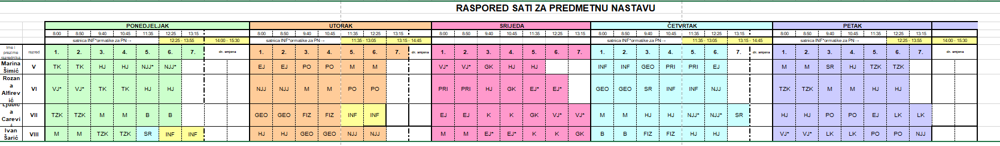 RASPORED SATI ZA PREDMETNU NASTAVU
PONEDJELJAK UTORAK SRIJEDA ČETVRTAK PETAK
8:00 8:50 9:40 10:45 11:35 12:25 13:15 8:00 8:50 9:40 10:45 11:35 12:25 13:15 8:00 8:50 9:40 10:45 11:35 12:25 13:15 8:00 8:50 9:40 10:45 11:35 12:25 13:15 8:00 8:50 9:40 10:45 11:35 12:25 13:15
satnica INF*ormatike za PN→ 12:25 - 13:55 14:00 - 15:30 satnica INF*ormatike za PN→ 11:35 - 13:05 13:15 - 14:45 satnica INF*ormatike za PN→ 11:35 - 13:05 13:15 - 14:45 satnica INF*ormatike za PN→ 12:25 - 13:55 14:00 - 15:30
Ime i prezime razrednika razred 1. 2. 3. 4. 5. 6. 7. dr. smjena 1. 2. 3. 4. 5. 6. 7. dr. smjena 1. 2. 3. 4. 5. 6. 7. 1. 2. 3. 4. 5. 6. 7. dr. smjena 1. 2. 3. 4. 5. 6. 7. dr. smjena
Marina Šimić V TK TK HJ HJ NJJ* NJJ* EJ EJ PO PO M M VJ* VJ* GK HJ HJ INF INF GEO PRI PRI EJ M M SR HJ TZK TZK
Rozana Alfirević VI VJ* VJ* TK TK HJ HJ NJJ NJJ M M PO PO PRI PRI HJ GK EJ* EJ* GEO GEO SR INF INF NJJ TZK TZK M M HJ HJ
Ljubica Carević VII TZK TZK M M B B GEO GEO FIZ FIZ INF INF EJ EJ K K GK VJ* VJ* M M HJ HJ NJJ* NJJ* SR HJ HJ PO PO EJ LK LK
Ivan Šarić VIII M M TZK TZK SR INF INF HJ HJ GEO GEO NJJ NJJ M M EJ* EJ* K K GK B B FIZ FIZ HJ HJ VJ* VJ* LK LK PO PO NJJ